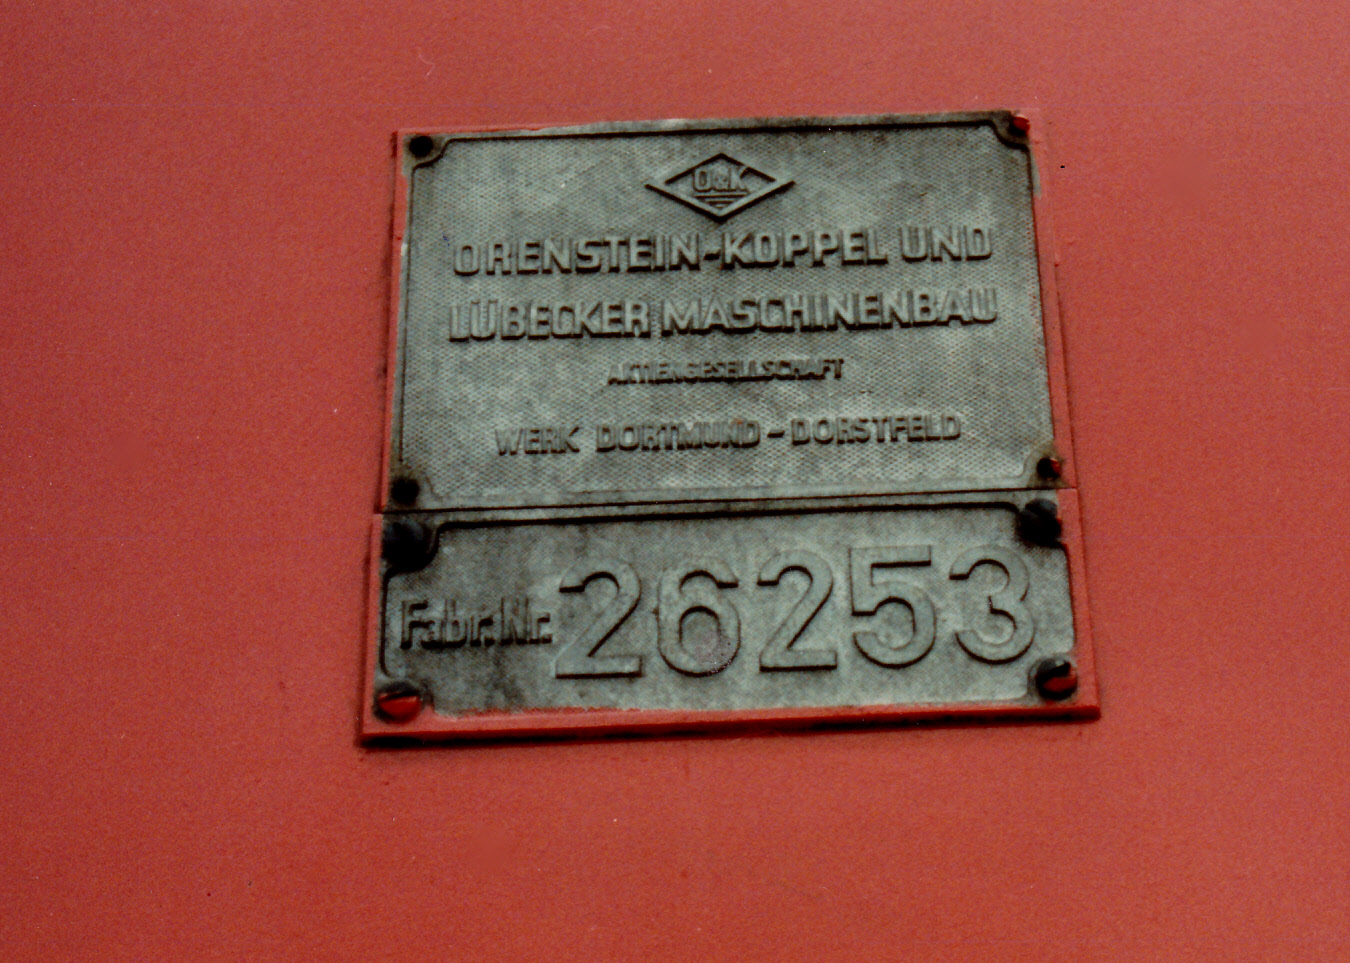 O&K
ORENSTEIN-KOPPEL UND
LÜBECKER MASCHINENBAU
AKTIENGESELLSCHAFT
WERK DORTMUND-DORSTFELD
Fabr.Nr. 26253